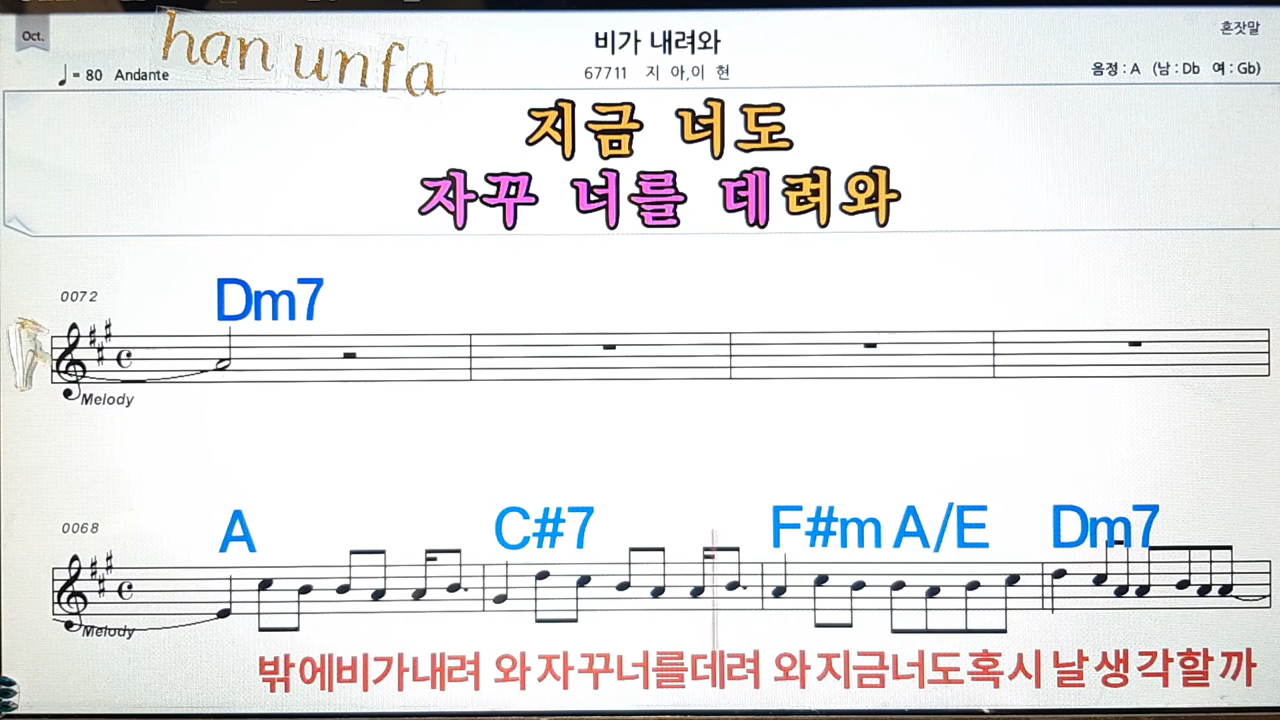 Oct.
han unfa
비가 내려와
혼잣말
♩= 80 Andante
67711 지 아,이 현
음정 : A (남 : Db 여 : Gb)
지금 너도
자꾸 너를 데려와
0072
Dm7
Melody
0068
A C#7 F#m A/E Dm7
Melody
밖에비가내려 와자꾸너를데려 와지금너도혹시날생각할까